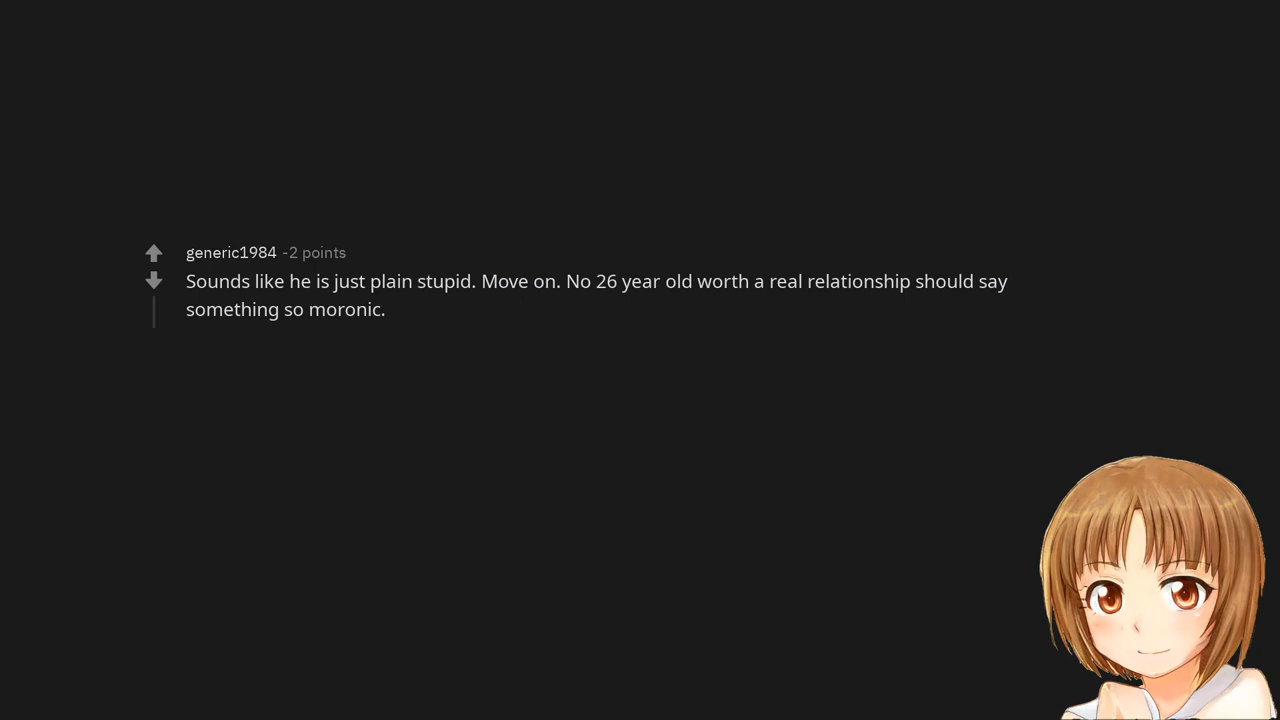 generic1984 -2 points
Sounds like he is just plain stupid. Move on. No 26 year old worth a real relationship should say
something so moronic.